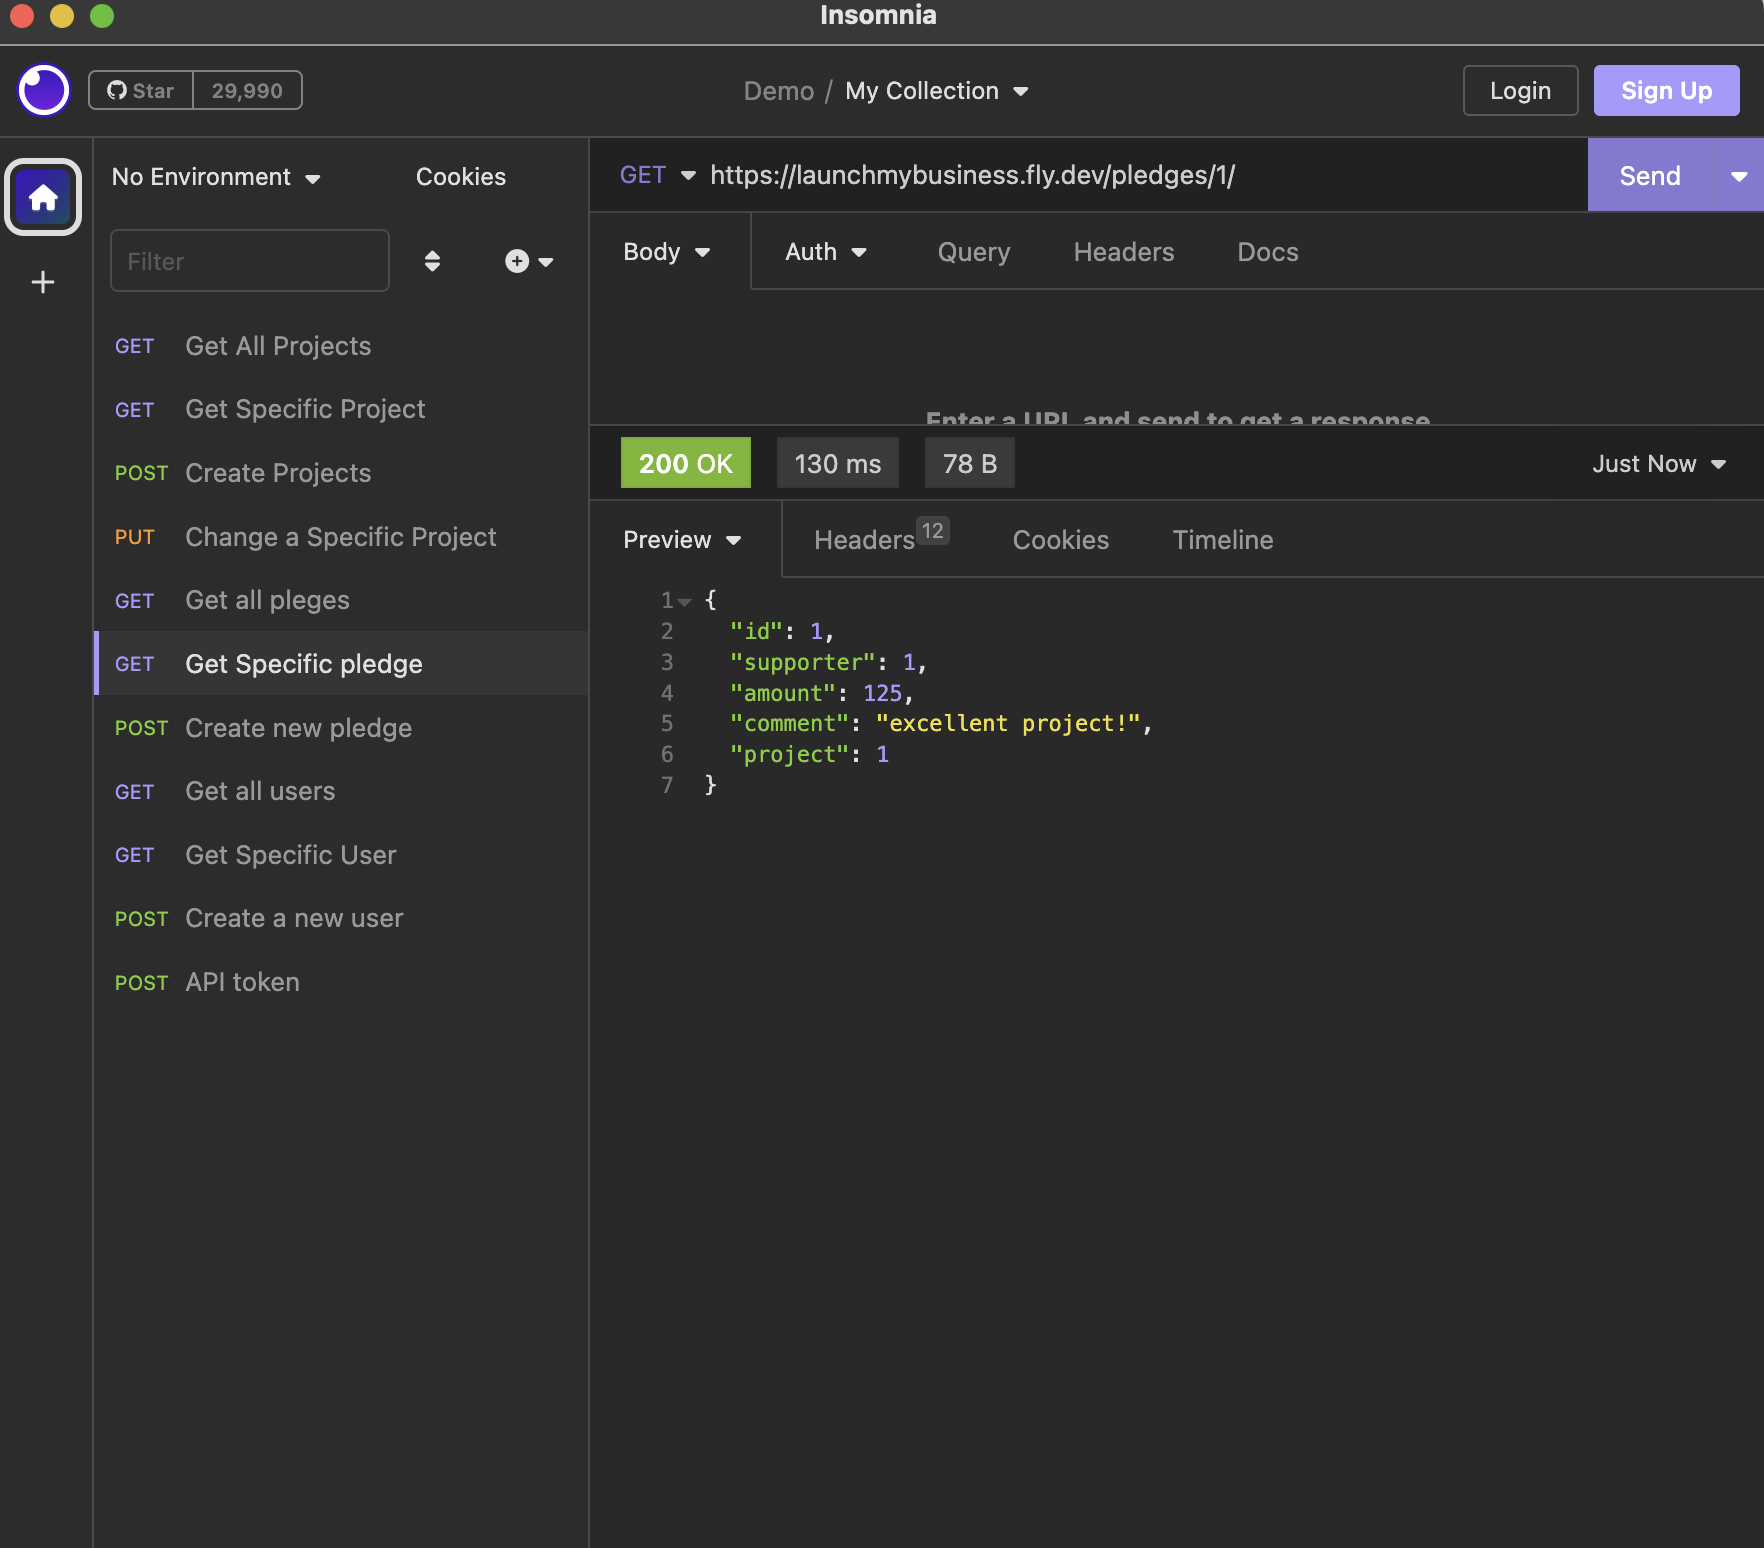 Insomnia
Star 29,990
Demo / My Collection
Login
Sign Up
No Environment
Cookies
Filter
GET Get All Projects
GET Get Specific Project
POST Create Projects
PUT Change a Specific Project
GET Get all pleges
GET Get Specific pledge
POST Create new pledge
GET Get all users
GET Get Specific User
POST Create a new user
POST API token
GET https://launchmybusiness.fly.dev/pledges/1/
Send
Body Auth Query Headers Docs
Enter a URL and send to get a response
200 OK 130 ms 78 B Just Now
Preview Headers 12 Cookies Timeline
1 {
2 "id": 1,
3 "supporter": 1,
4 "amount": 125,
5 "comment": "excellent project!",
6 "project": 1
7 }